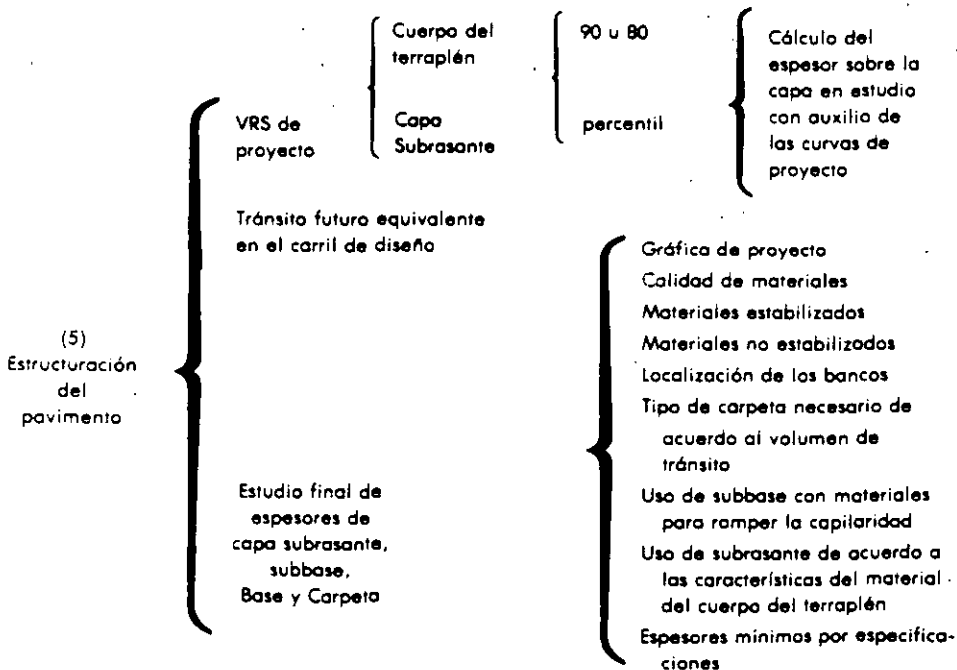 (5)
Estructuración
del
pavimento
VRS de
proyecto
Cuerpo del
terraplén
Capa
Subrasante
90 u 80
percentil
Cálculo del
espesor sobre la
capa en estudio
con auxilio de
las curvas de
proyecto
Tránsito futuro equivalente
en el carril de diseño
Estudio final de
espesores de
capa subrasante,
subbase,
Base y Carpeta
Gráfica de proyecto
Calidad de materiales
Materiales estabilizados
Materiales no estabilizados
Localización de los bancos
Tipo de carpeta necesario de
acuerdo al volumen de
tránsito
Uso de subbase con materiales
para romper la capilaridad
Uso de subrasante de acuerdo a
las características del material
del cuerpo del terraplén
Espesores mínimos por especifica-
ciones